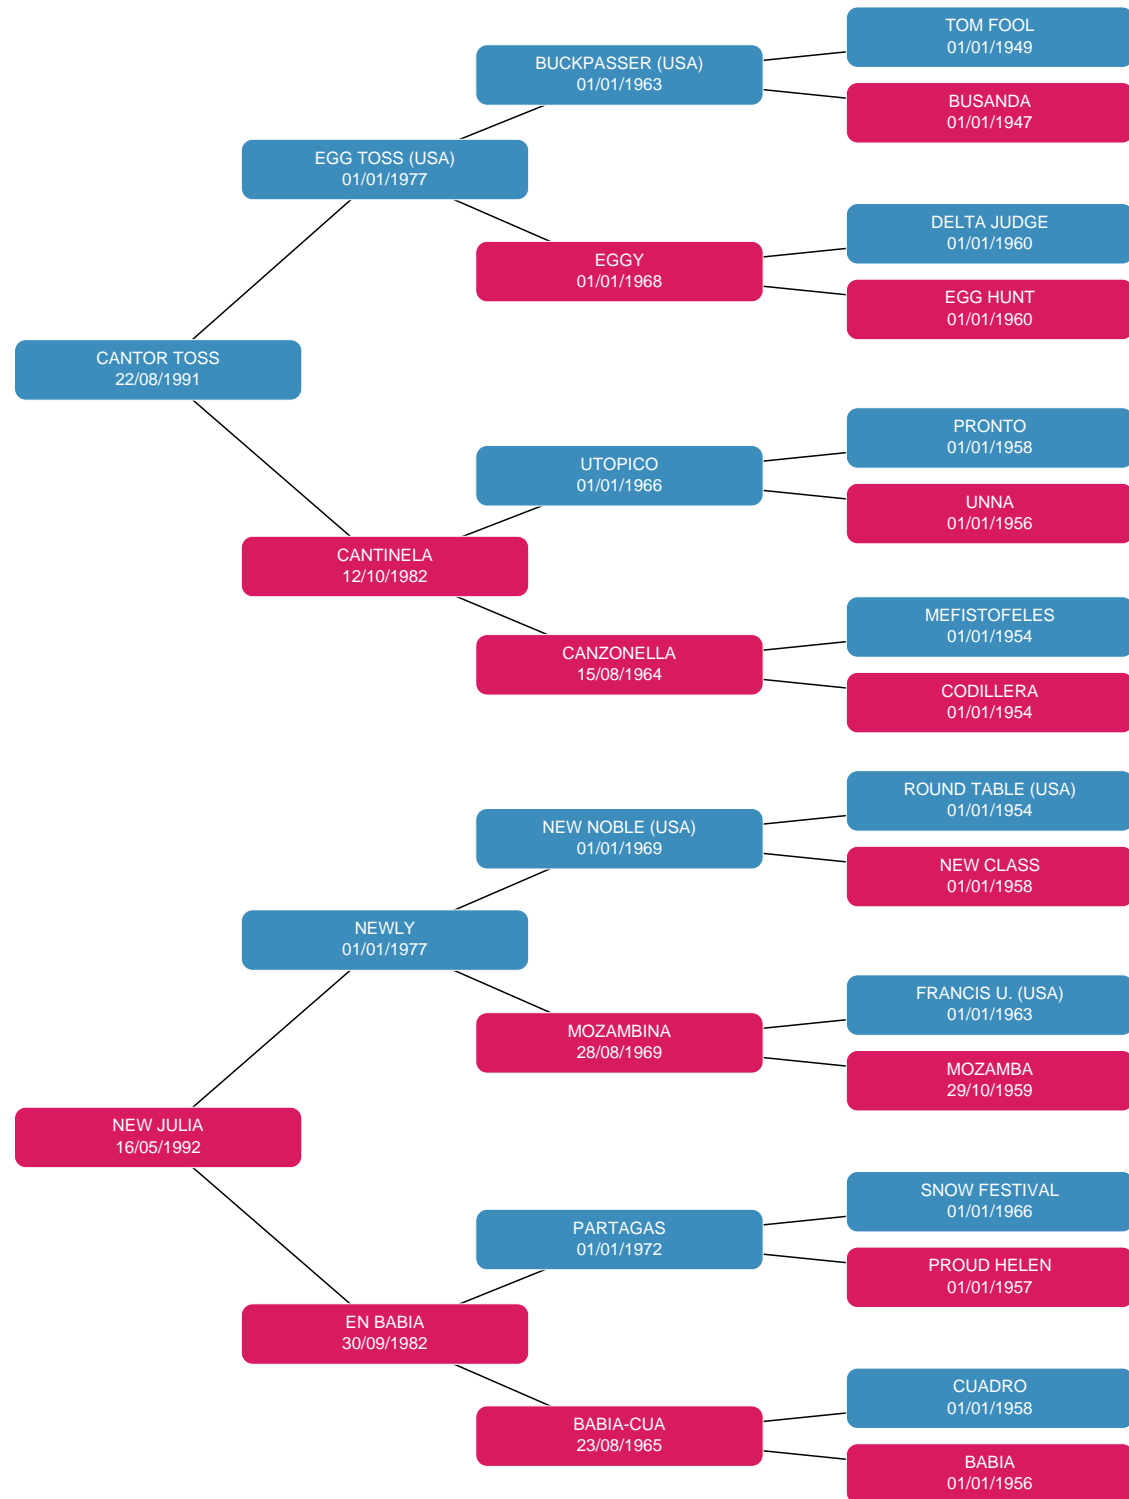 TOM FOOL
01/01/1949
BUCKPASSER (USA)
01/01/1963
BUSANDA
01/01/1947
EGG TOSS (USA)
01/01/1977
DELTA JUDGE
01/01/1960
EGGY
01/01/1968
EGG HUNT
01/01/1960
CANTOR TOSS
22/08/1991
PRONTO
01/01/1958
UTOPICO
01/01/1966
UNNA
01/01/1956
CANTINELA
12/10/1982
MEFISTOFELES
01/01/1954
CANZONELLA
15/08/1964
CODILLERA
01/01/1954
ROUND TABLE (USA)
01/01/1954
NEW NOBLE (USA)
01/01/1969
NEW CLASS
01/01/1958
NEWLY
01/01/1977
FRANCIS U. (USA)
01/01/1963
MOZAMBINA
28/08/1969
MOZAMBA
29/10/1959
NEW JULIA
16/05/1992
SNOW FESTIVAL
01/01/1966
PARTAGAS
01/01/1972
PROUD HELEN
01/01/1957
EN BABIA
30/09/1982
CUADRO
01/01/1958
BABIA-CUA
23/08/1965
BABIA
01/01/1956